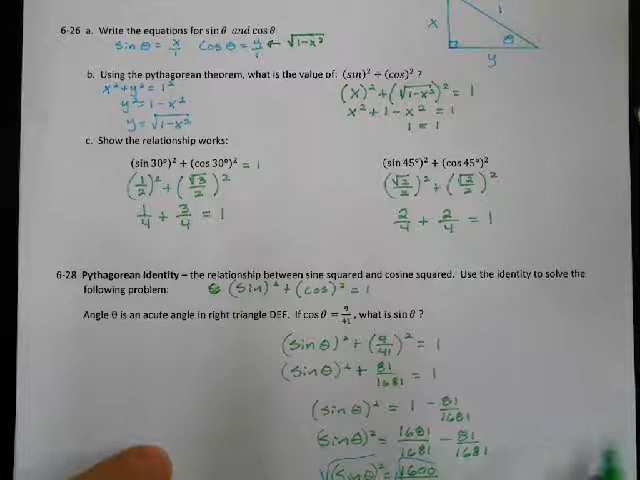 6-26 a. Write the equations for sin θ and cos θ
sin θ = x/1 cos θ = y/1 ← √(1-x²)
x
1
θ
y
b. Using the pythagorean theorem, what is the value of: (sin)² + (cos)² ?
x² + y² = 1²
y² = 1 - x²
y = √(1-x²)
(x)² + (√(1-x²))² = 1
x² + 1 - x² = 1
1 = 1
c. Show the relationship works:
(sin 30°)² + (cos 30°)² = 1
(1/2)² + (√3/2)²
1/4 + 3/4 = 1
(sin 45°)² + (cos 45°)²
(√2/2)² + (√2/2)²
2/4 + 2/4 = 1
6-28 Pythagorean Identity – the relationship between sine squared and cosine squared. Use the identity to solve the
following problem: (sin)² + (cos)² = 1
Angle θ is an acute angle in right triangle DEF. If cos θ = 9/41, what is sin θ ?
(sin θ)² + (9/41)² = 1
(sin θ)² + 81/1681 = 1
(sin θ)² = 1 - 81/1681
(sin θ)² = 1681/1681 - 81/1681
√(sin θ)² = √1600